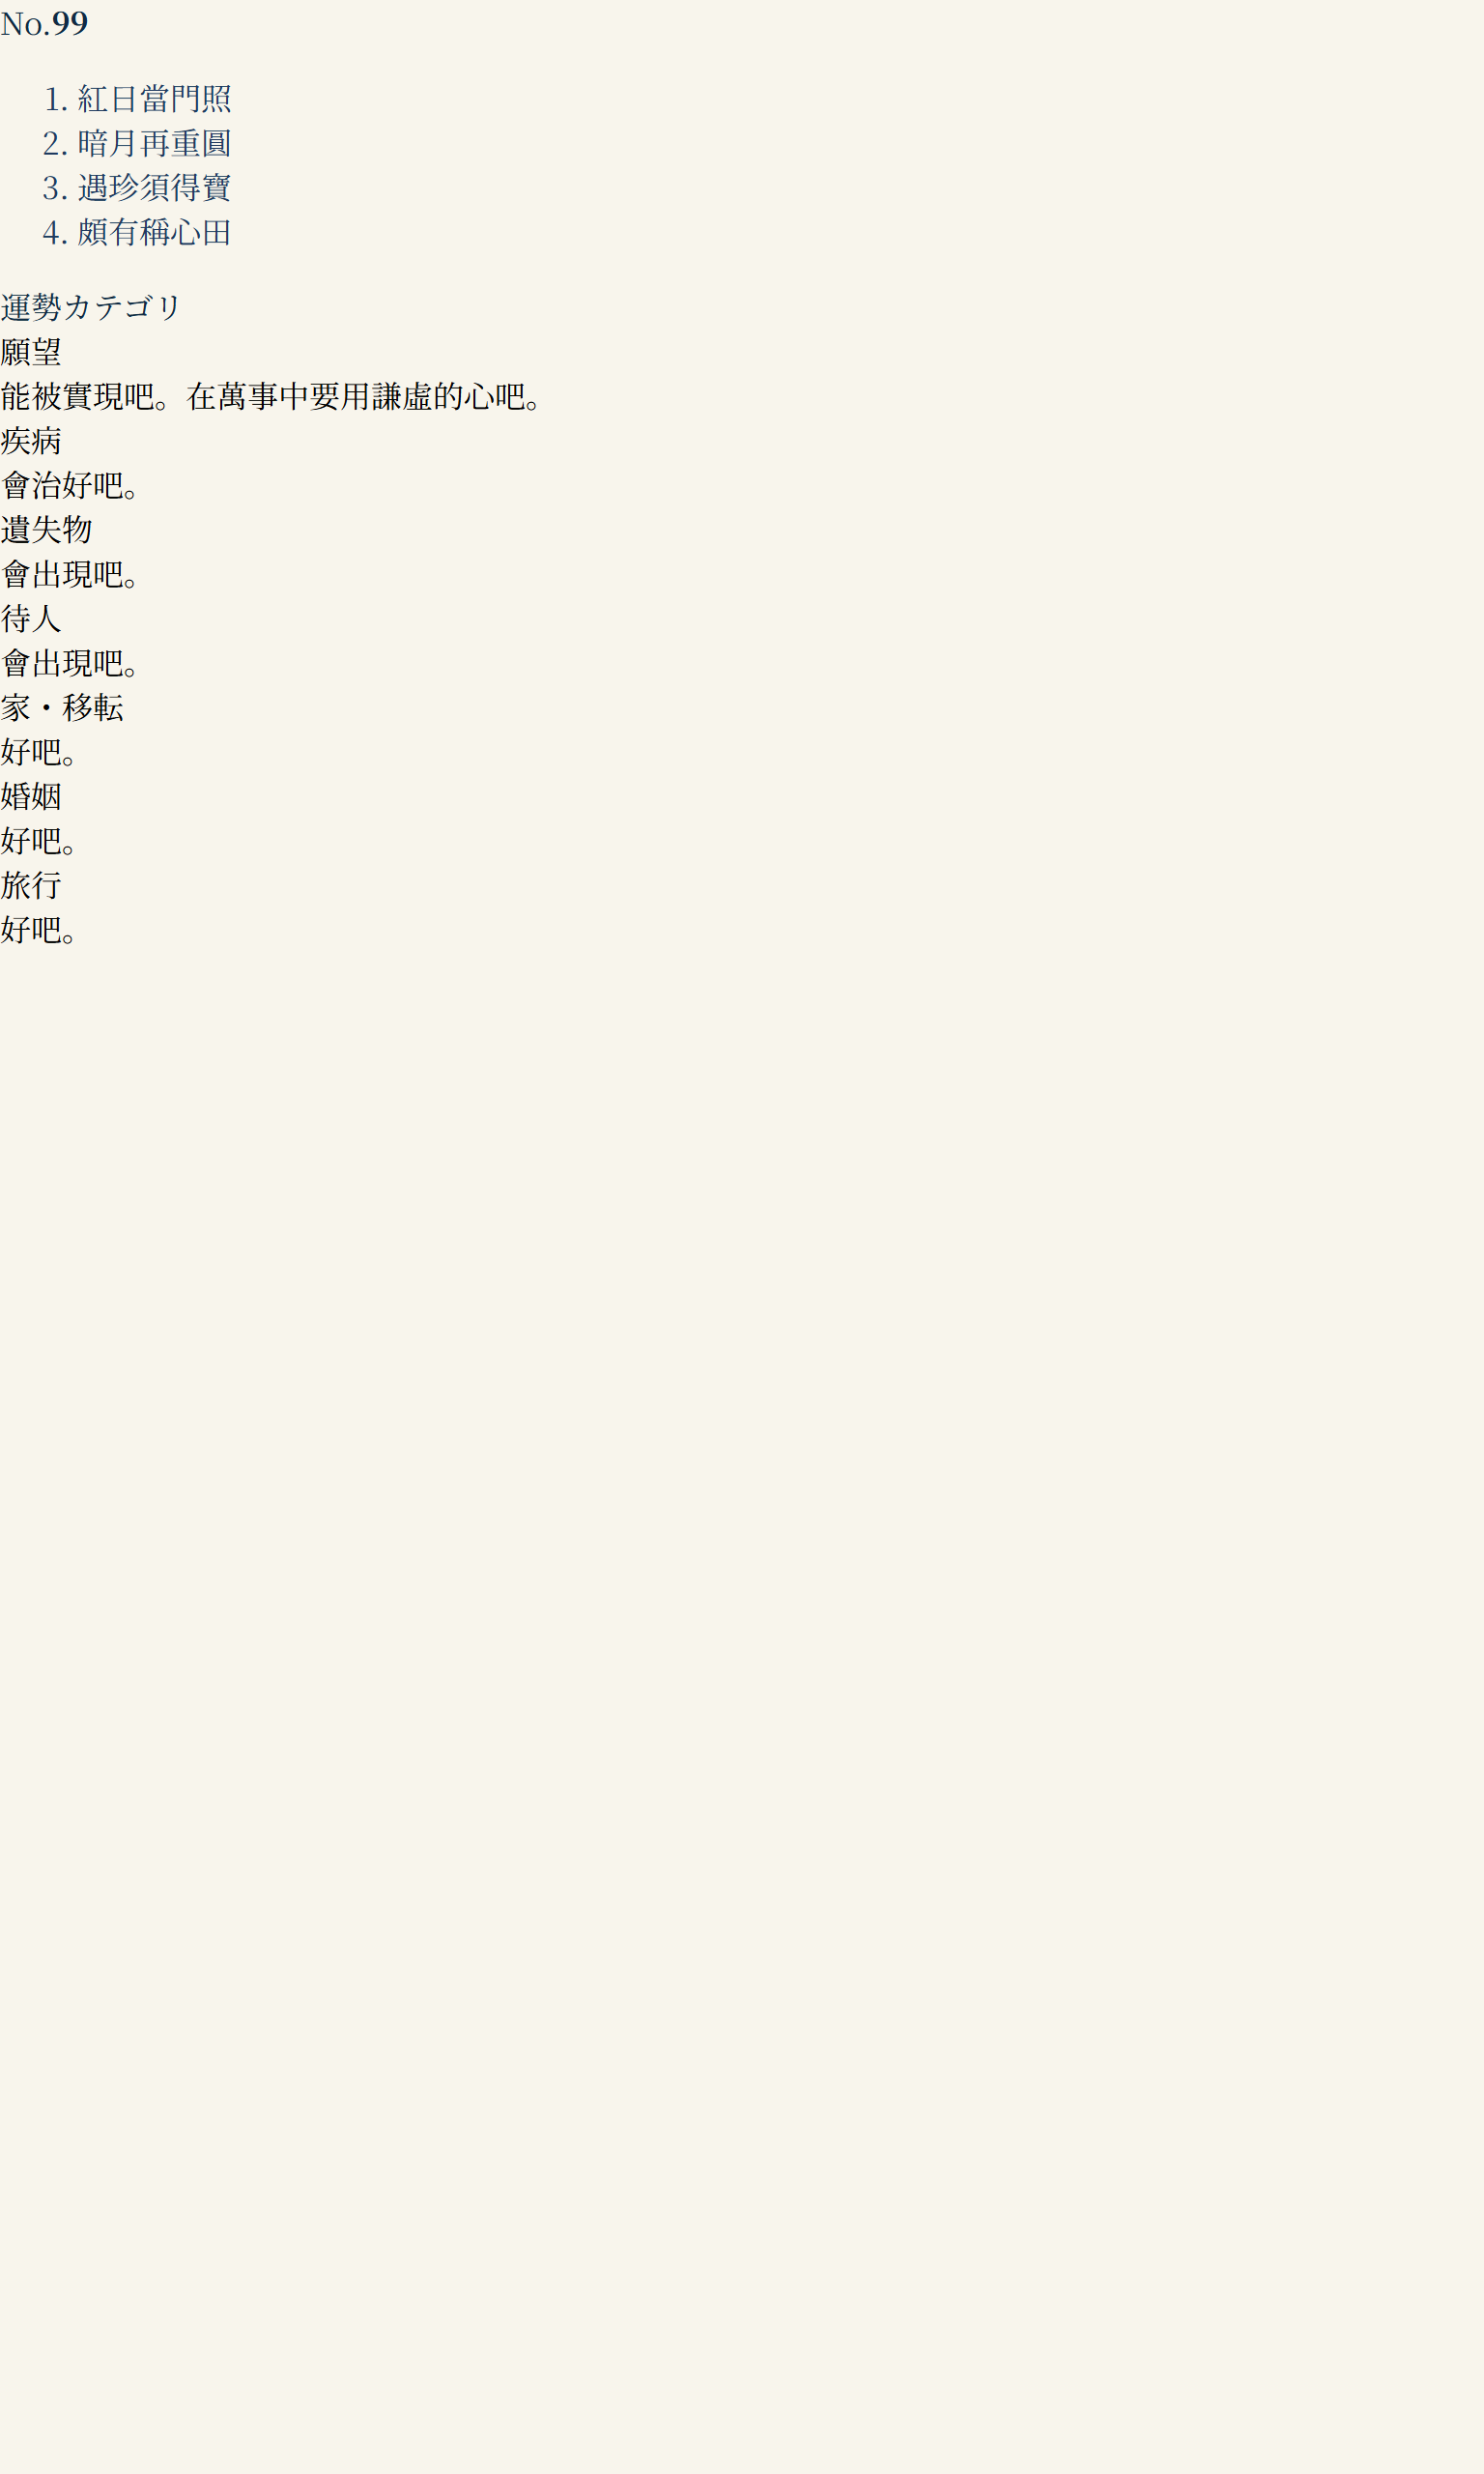 No.99
1. 紅日當門照
2. 暗月再重圓
3. 遇珍須得寶
4. 頗有稱心田
運勢カテゴリ
願望
能被實現吧。在萬事中要用謙虛的心吧。
疾病
會治好吧。
遺失物
會出現吧。
待人
會出現吧。
家・移転
好吧。
婚姻
好吧。
旅行
好吧。